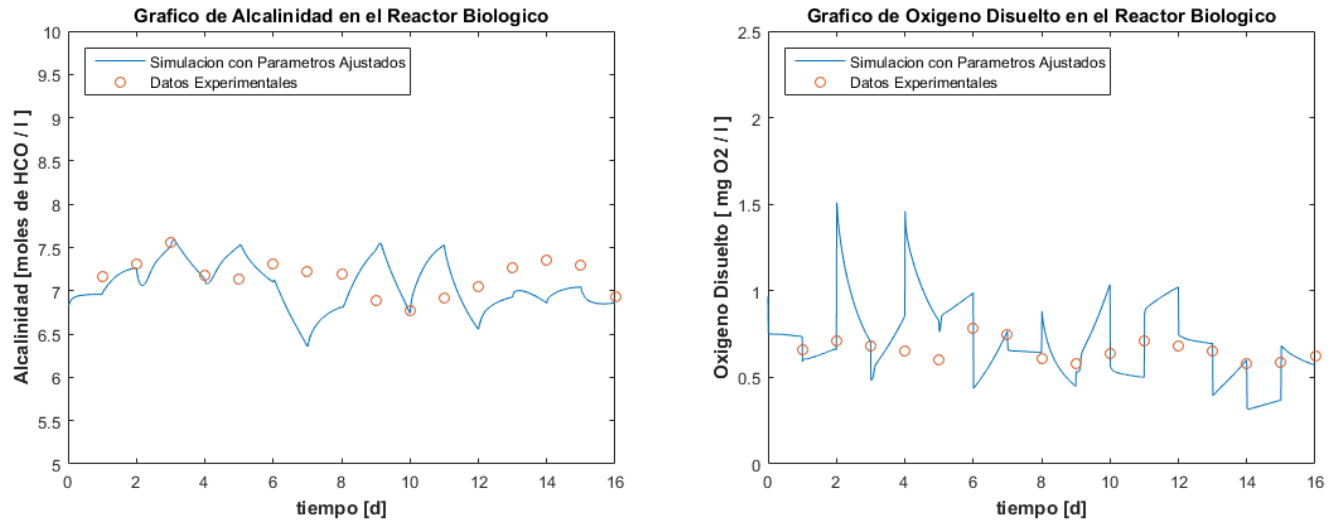 Grafico de Alcalinidad en el Reactor Biologico
10
9.5
9
8.5
8
7.5
7
6.5
6
5.5
5
Alcalinidad [moles de HCO / l ]
Simulacion con Parametros Ajustados
Datos Experimentales
0 2 4 6 8 10 12 14 16
tiempo [d]
Grafico de Oxigeno Disuelto en el Reactor Biologico
2.5
2
1.5
1
0.5
0
Oxigeno Disuelto [ mg O2 / l ]
Simulacion con Parametros Ajustados
Datos Experimentales
0 2 4 6 8 10 12 14 16
tiempo [d]